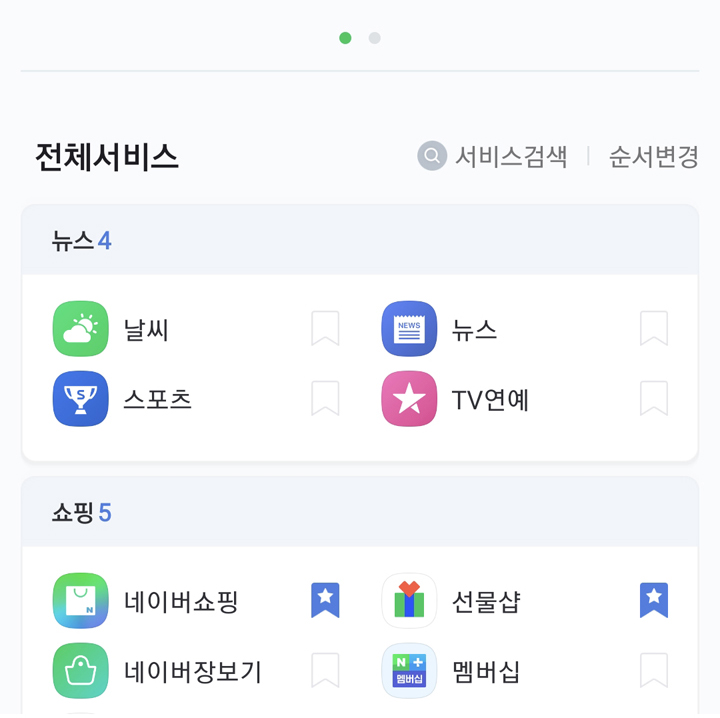 전체서비스
서비스검색
순서변경
뉴스 4
날씨
NEWS
뉴스
S
스포츠
TV연예
쇼핑 5
N
네이버쇼핑
선물샵
네이버장보기
N +
멤버십
멤버십